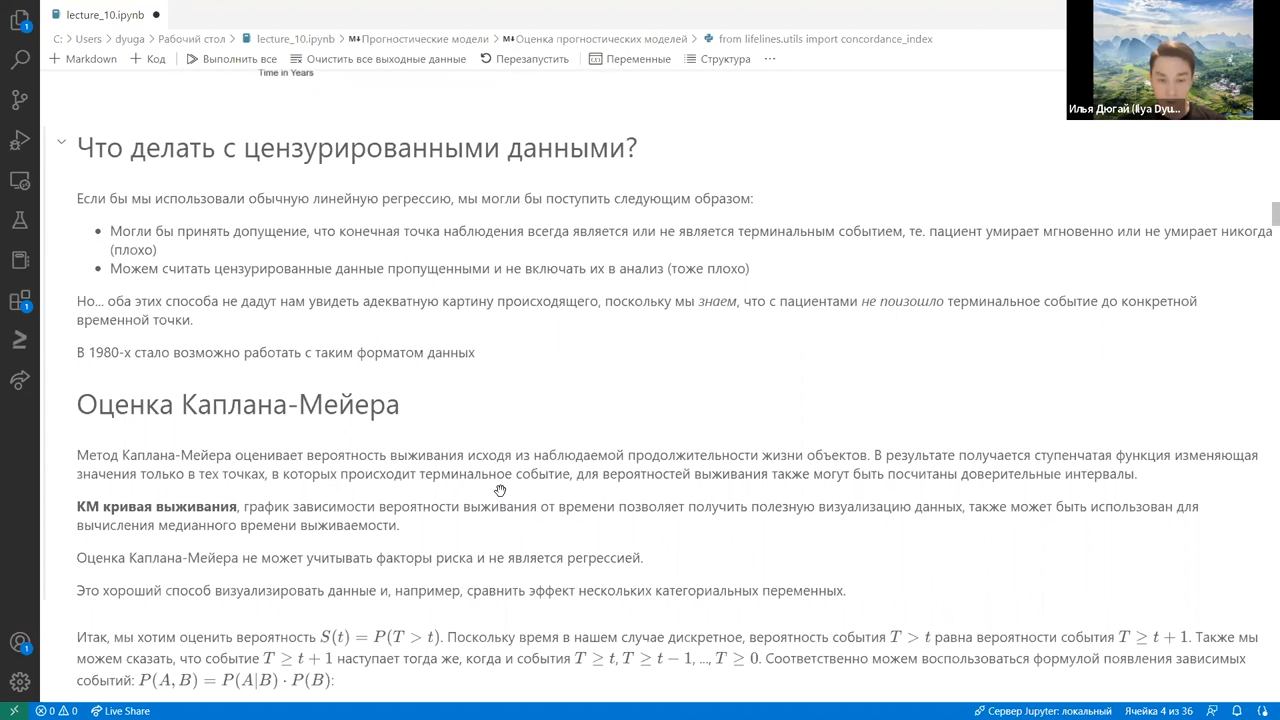 lecture_10.ipynb
C: > Users > dyuga > Рабочий стол > lecture_10.ipynb > M↓Прогностические модели > M↓Оценка прогностических моделей > from lifelines.utils import concordance_index
+ Markdown + Код Выполнить все Очистить все выходные данные Перезапустить Переменные Структура ...
Time in Years
Илья Дюгай (Ilya Dyu...
Что делать с цензурированными данными?
Если бы мы использовали обычную линейную регрессию, мы могли бы поступить следующим образом:
• Могли бы принять допущение, что конечная точка наблюдения всегда является или не является терминальным событием, те. пациент умирает мгновенно или не умирает никогда
(плохо)
• Можем считать цензурированные данные пропущенными и не включать их в анализ (тоже плохо)
Но... оба этих способа не дадут нам увидеть адекватную картину происходящего, поскольку мы знаем, что с пациентами не поизошло терминальное событие до конкретной
временной точки.
В 1980-х стало возможно работать с таким форматом данных
Оценка Каплана-Мейера
Метод Каплана-Мейера оценивает вероятность выживания исходя из наблюдаемой продолжительности жизни объектов. В результате получается ступенчатая функция изменяющая
значения только в тех точках, в которых происходит терминальное событие, для вероятностей выживания также могут быть посчитаны доверительные интервалы.
КМ кривая выживания, график зависимости вероятности выживания от времени позволяет получить полезную визуализацию данных, также может быть использован для
вычисления медианного времени выживаемости.
Оценка Каплана-Мейера не может учитывать факторы риска и не является регрессией.
Это хороший способ визуализировать данные и, например, сравнить эффект нескольких категориальных переменных.
Итак, мы хотим оценить вероятность S(t) = P(T > t). Поскольку время в нашем случае дискретное, вероятность события T > t равна вероятности события T ≥ t + 1. Также мы
можем сказать, что событие T ≥ t + 1 наступает тогда же, когда и события T ≥ t, T ≥ t − 1, ..., T ≥ 0. Соответственно можем воспользоваться формулой появления зависимых
событий: P(A, B) = P(A|B) · P(B):
0 0 Live Share Сервер Jupyter: локальный Ячейка 4 из 36